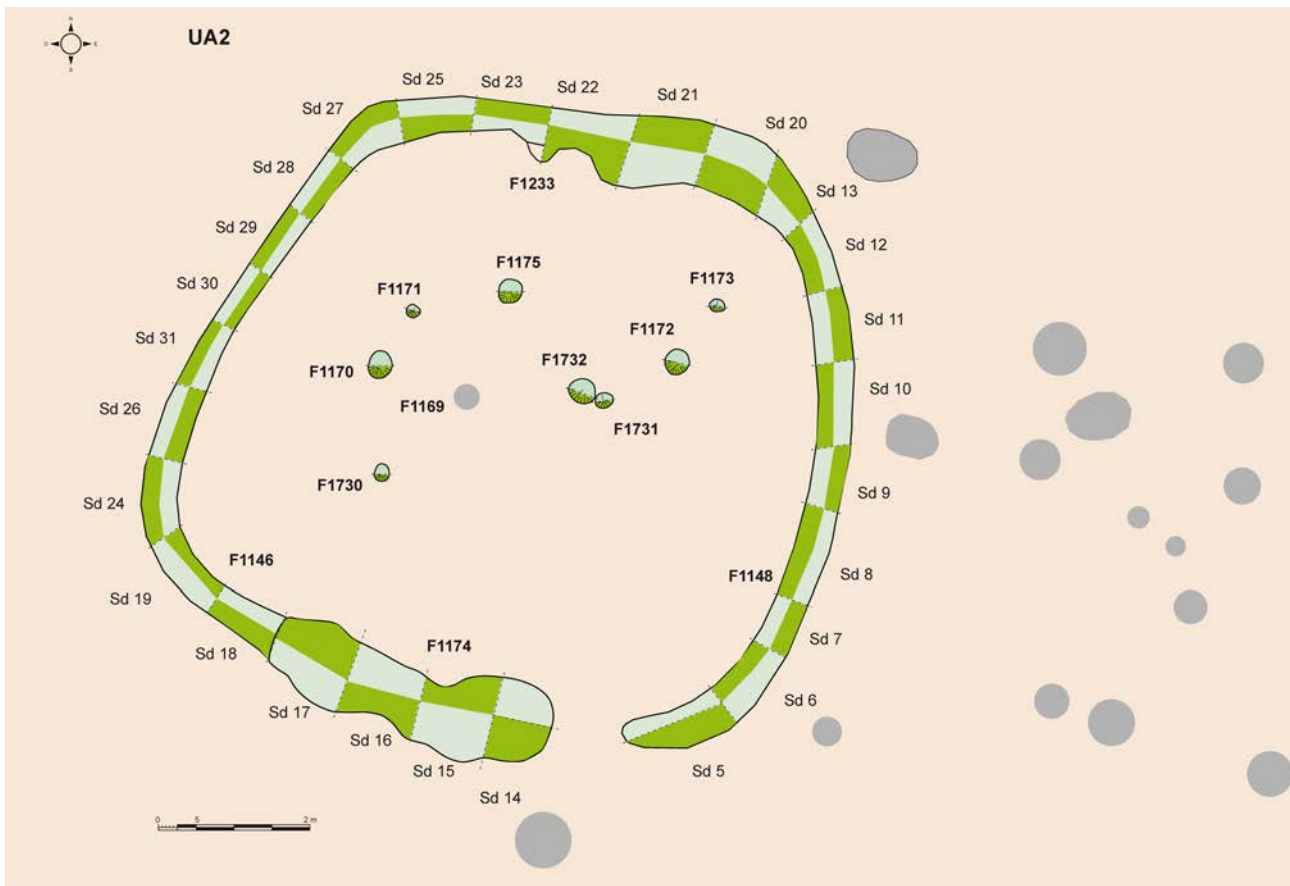 N
O
E
S
UA2
Sd 25
Sd 23
Sd 22
Sd 21
Sd 20
Sd 27
Sd 28
Sd 13
Sd 12
F1233
Sd 29
F1175
F1173
Sd 30
F1171
Sd 11
Sd 31
F1172
F1732
F1170
Sd 10
F1169
Sd 26
F1731
F1730
Sd 9
Sd 24
F1146
F1148
Sd 8
Sd 19
Sd 7
F1174
Sd 18
Sd 6
Sd 17
Sd 16
Sd 15
Sd 5
Sd 14
0 5 2 m